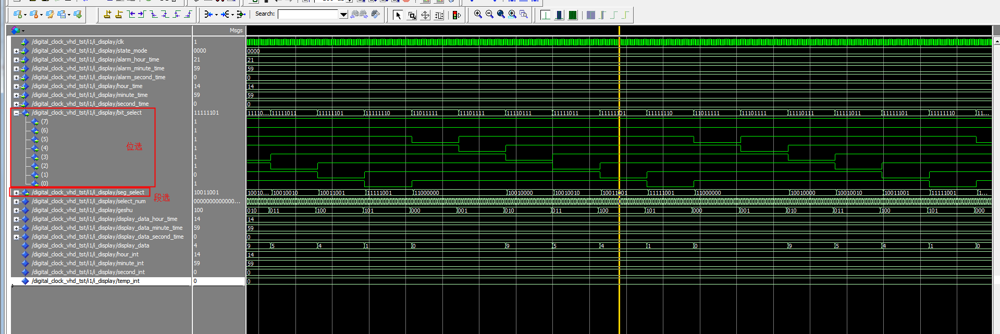 Search:
Msgs
/digital_clock_vhd_tst/i1/i_display/clk 1
/digital_clock_vhd_tst/i1/i_display/state_mode 0000 0000
/digital_clock_vhd_tst/i1/i_display/alarm_hour_time 21 21
/digital_clock_vhd_tst/i1/i_display/alarm_minute_time 59 59
/digital_clock_vhd_tst/i1/i_display/alarm_second_time 0 0
/digital_clock_vhd_tst/i1/i_display/hour_time 14 14
/digital_clock_vhd_tst/i1/i_display/minute_time 59 59
/digital_clock_vhd_tst/i1/i_display/second_time 0 0
/digital_clock_vhd_tst/i1/i_display/bit_select 11111101 11110... 11111011 11111101 11111110 11011111 11101111 11110111 11111011 11111101 11111110 11011111 11101111 11110111 11111011 11111101 11111110 11...
(7) 1
(6) 1
(5) 1
(4) 1
位选
(3) 1
(2) 1
(1) 0
(0) 1
/digital_clock_vhd_tst/i1/i_display/seg_select 10011001 10010... 10010010 10011001 11111001 11000000 10010000 10010010 10011001 11111001 11000000 10010000 10010010 10011001 11111001 1...
段选
/digital_clock_vhd_tst/i1/i_display/select_num 0000000000000...
/digital_clock_vhd_tst/i1/i_display/geshu 100 010 011 100 101 000 001 010 011 100 101 000 001 010 011 100 101 000
/digital_clock_vhd_tst/i1/i_display/display_data_hour_time 14 14
/digital_clock_vhd_tst/i1/i_display/display_data_minute_time 59 59
/digital_clock_vhd_tst/i1/i_display/display_data_second_time 0 0
/digital_clock_vhd_tst/i1/i_display/display_data 4 9 5 4 1 0 9 5 4 1 0 9 5 4 1 0
/digital_clock_vhd_tst/i1/i_display/hour_int 14 14
/digital_clock_vhd_tst/i1/i_display/minute_int 59 59
/digital_clock_vhd_tst/i1/i_display/second_int 0 0
/digital_clock_vhd_tst/i1/i_display/temp_int 0 0